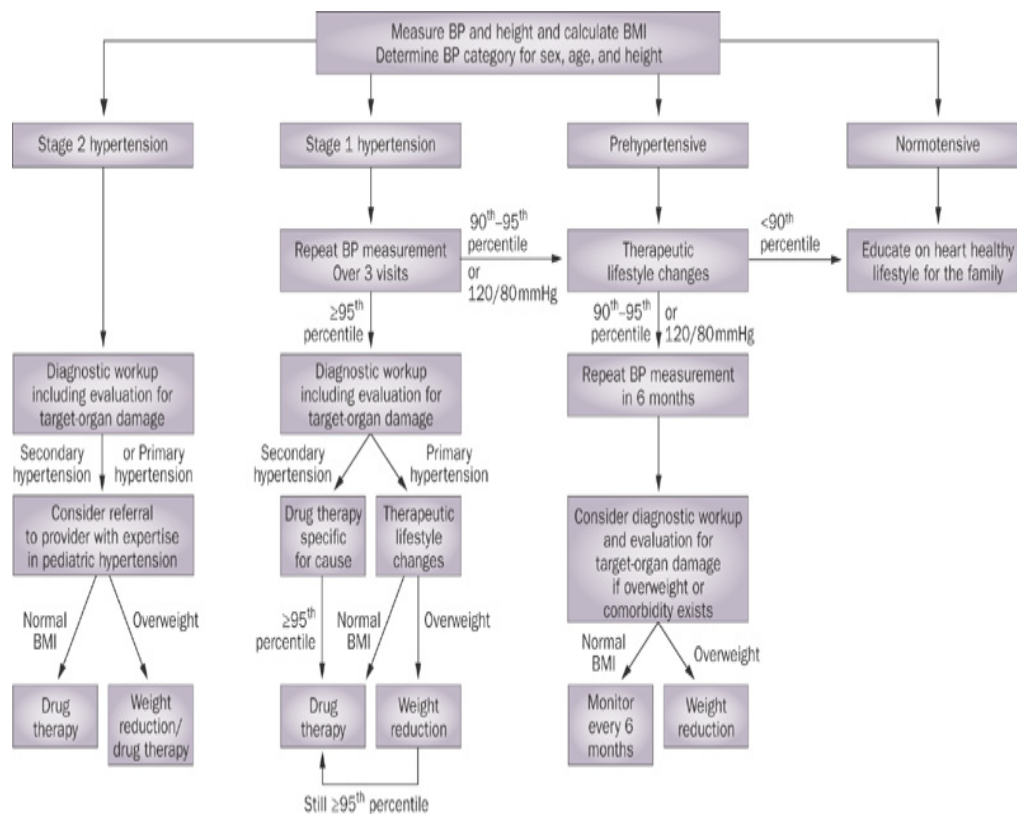 Measure BP and height and calculate BMI
Determine BP category for sex, age, and height
Stage 2 hypertension
Stage 1 hypertension
Prehypertensive
Normotensive
90th–95th
percentile
or
120/80mmHg
<90th
percentile
Repeat BP measurement
Over 3 visits
Therapeutic
lifestyle changes
Educate on heart healthy
lifestyle for the family
≥95th
percentile
90th–95th
percentile
or
120/80mmHg
Diagnostic workup
including evaluation for
target-organ damage
Diagnostic workup
including evaluation for
target-organ damage
Repeat BP measurement
in 6 months
Secondary
hypertension
or Primary
hypertension
Secondary
hypertension
Primary
hypertension
Consider referral
to provider with expertise
in pediatric hypertension
Drug therapy
specific
for cause
Therapeutic
lifestyle
changes
Consider diagnostic workup
and evaluation for
target-organ damage
if overweight or
comorbidity exists
Normal
BMI
Overweight
≥95th
percentile
Normal
BMI
Overweight
Normal
BMI
Overweight
Drug
therapy
Weight
reduction/
drug therapy
Drug
therapy
Weight
reduction
Monitor
every 6
months
Weight
reduction
Still ≥95th percentile